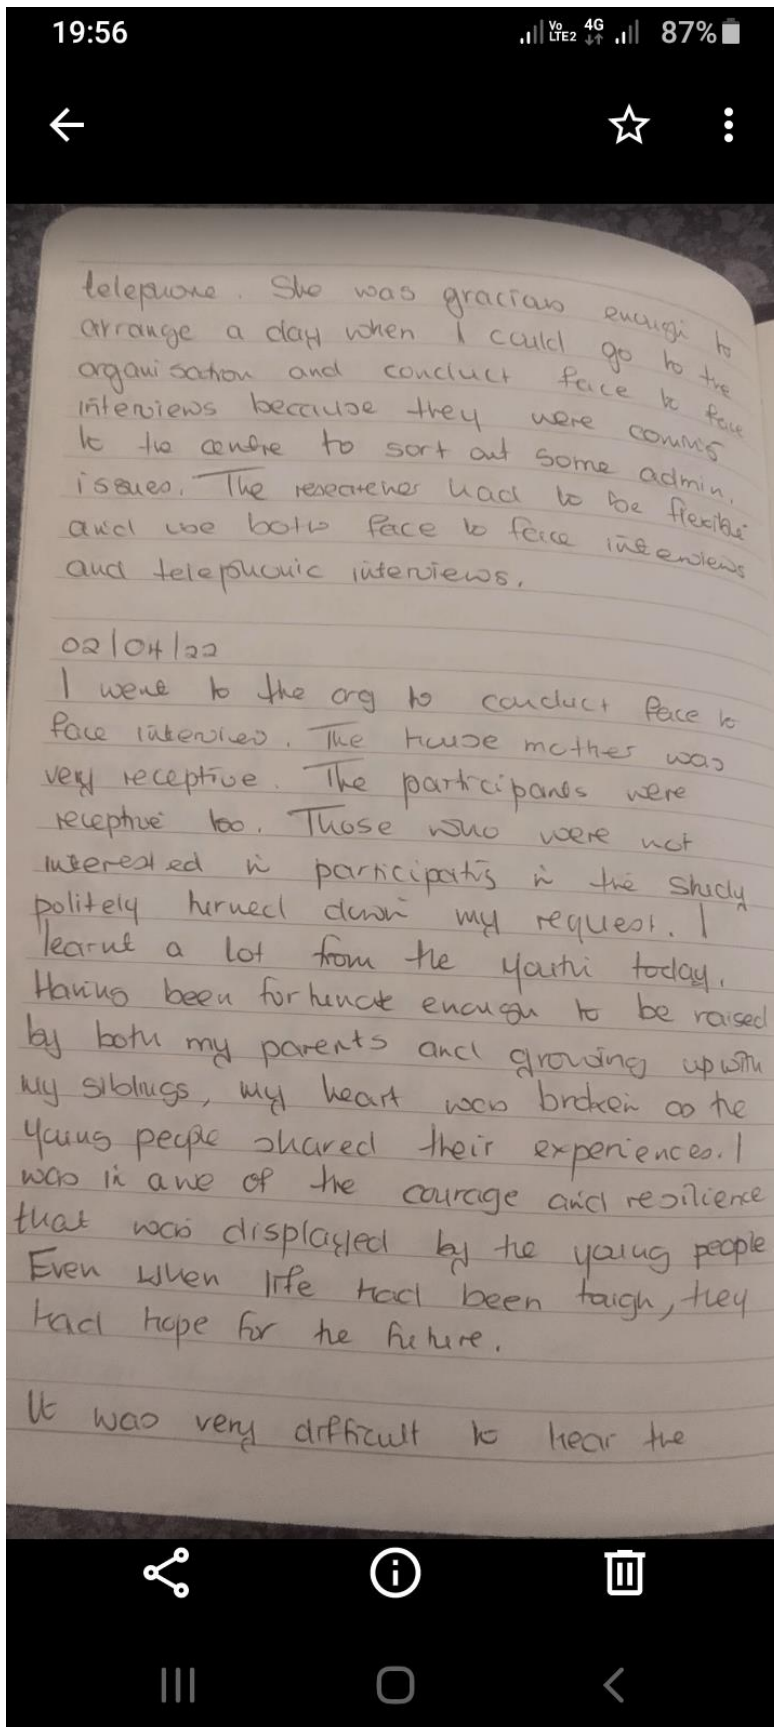 19:56
Vo LTE2 4G 87%
telephone. She was gracious enough to
arrange a day when I could go to the
organisation and conduct face to face
interviews because they were coming
to the centre to sort out some admin.
issues. The researcher had to be flexible
and use both face to face interviews
and telephonic interviews.
02/04/22
I went to the org to conduct face to
face interviews. The house mother was
very receptive. The participants were
receptive too. Those who were not
interested in participating in the study
politely turned down my request. I
learnt a lot from the youth today.
Having been fortunate enough to be raised
by both my parents and growing up with
my siblings, my heart was broken as the
young people shared their experiences. I
was in awe of the courage and resilience
that was displayed by the young people
Even when life had been tough, they
had hope for the future.
It was very difficult to hear the